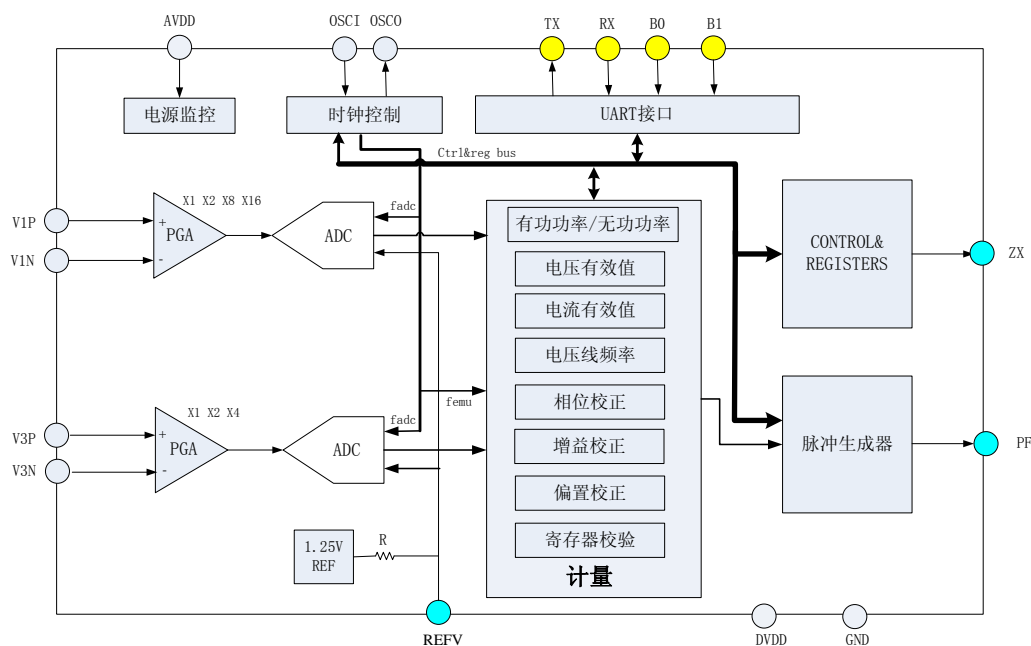 AVDD
OSCI
OSCO
TX
RX
B0
B1
电源监控
时钟控制
UART接口
Ctrl&reg bus
V1P
V1N
+
-
PGA
X1 X2 X8 X16
ADC
fadc
有功功率/无功功率
电压有效值
电流有效值
电压线频率
相位校正
增益校正
偏置校正
寄存器校验
计量
CONTROL&
REGISTERS
ZX
femu
V3P
V3N
+
-
PGA
X1 X2 X4
ADC
fadc
脉冲生成器
PF
1.25V
REF
R
REFV
DVDD
GND